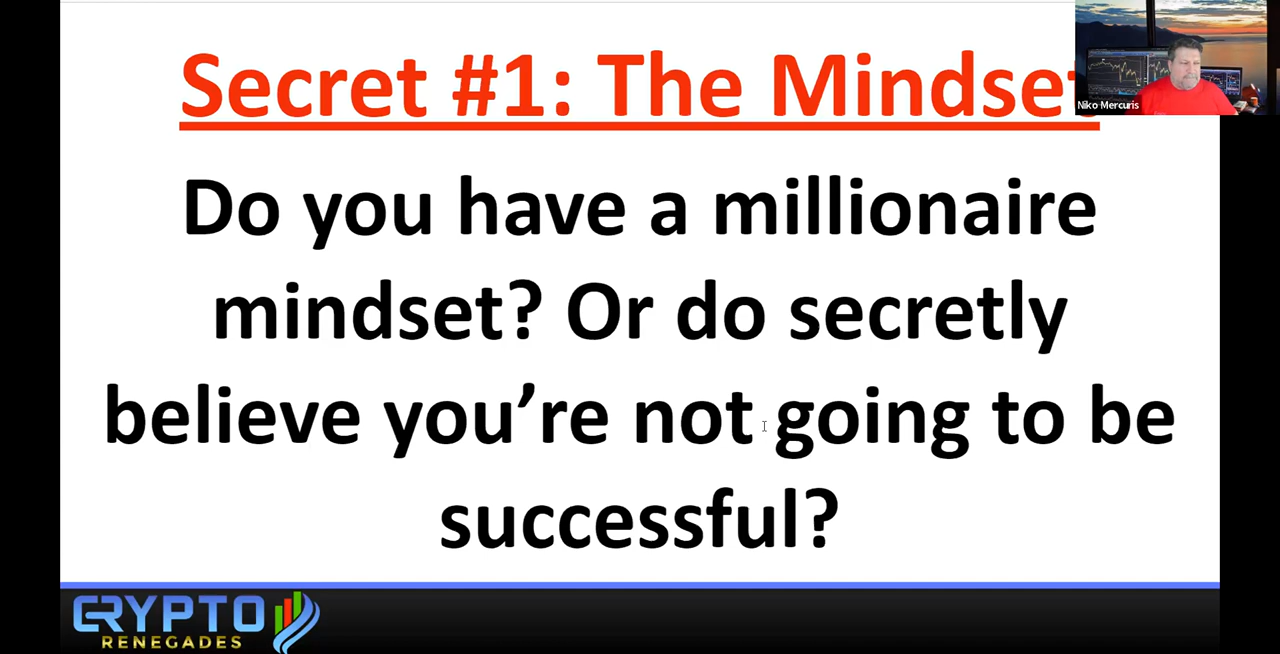 Secret #1: The Mindset
Niko Mercuris
Do you have a millionaire
mindset? Or do secretly
believe you're not going to be
successful?
CRYPTO
RENEGADES